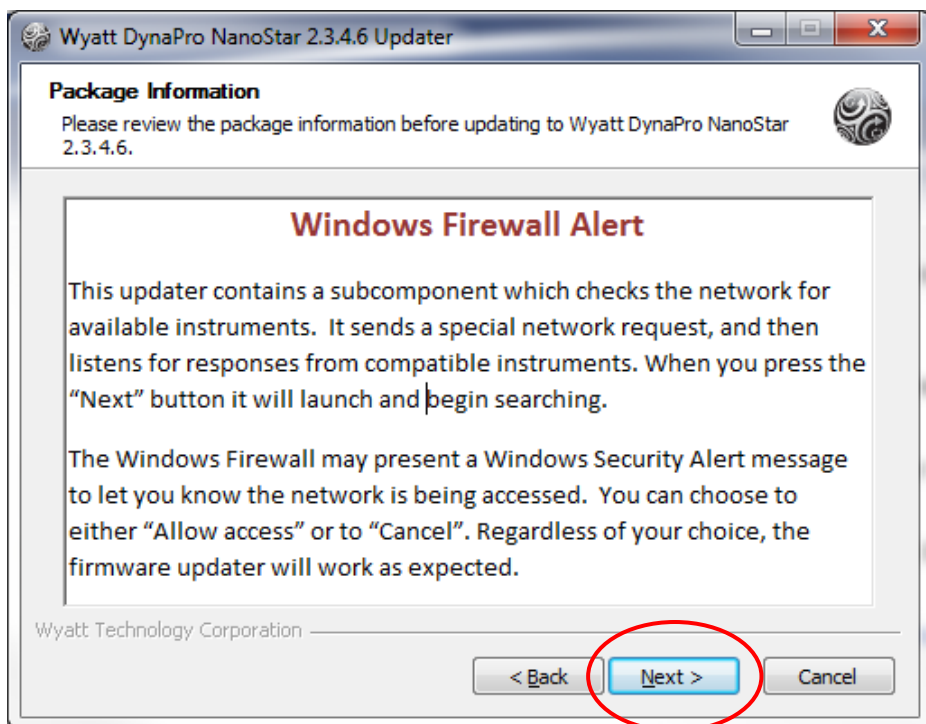 Wyatt DynaPro NanoStar 2.3.4.6 Updater
Package Information
Please review the package information before updating to Wyatt DynaPro NanoStar
2.3.4.6.
Windows Firewall Alert
This updater contains a subcomponent which checks the network for
available instruments.  It sends a special network request, and then
listens for responses from compatible instruments. When you press the
“Next” button it will launch and begin searching.
The Windows Firewall may present a Windows Security Alert message
to let you know the network is being accessed.  You can choose to
either “Allow access” or to “Cancel”. Regardless of your choice, the
firmware updater will work as expected.
Wyatt Technology Corporation
< Back Next > Cancel